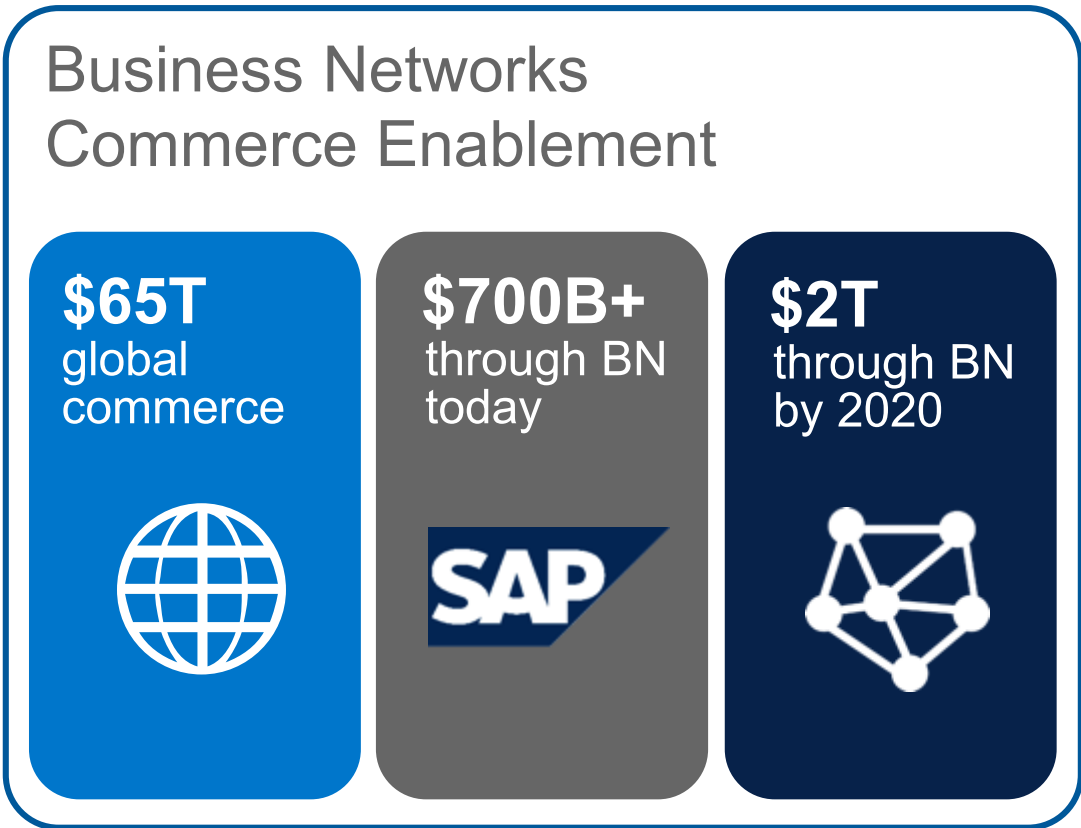 Business Networks
Commerce Enablement
$65T
global
commerce
$700B+
through BN
today
SAP
$2T
through BN
by 2020